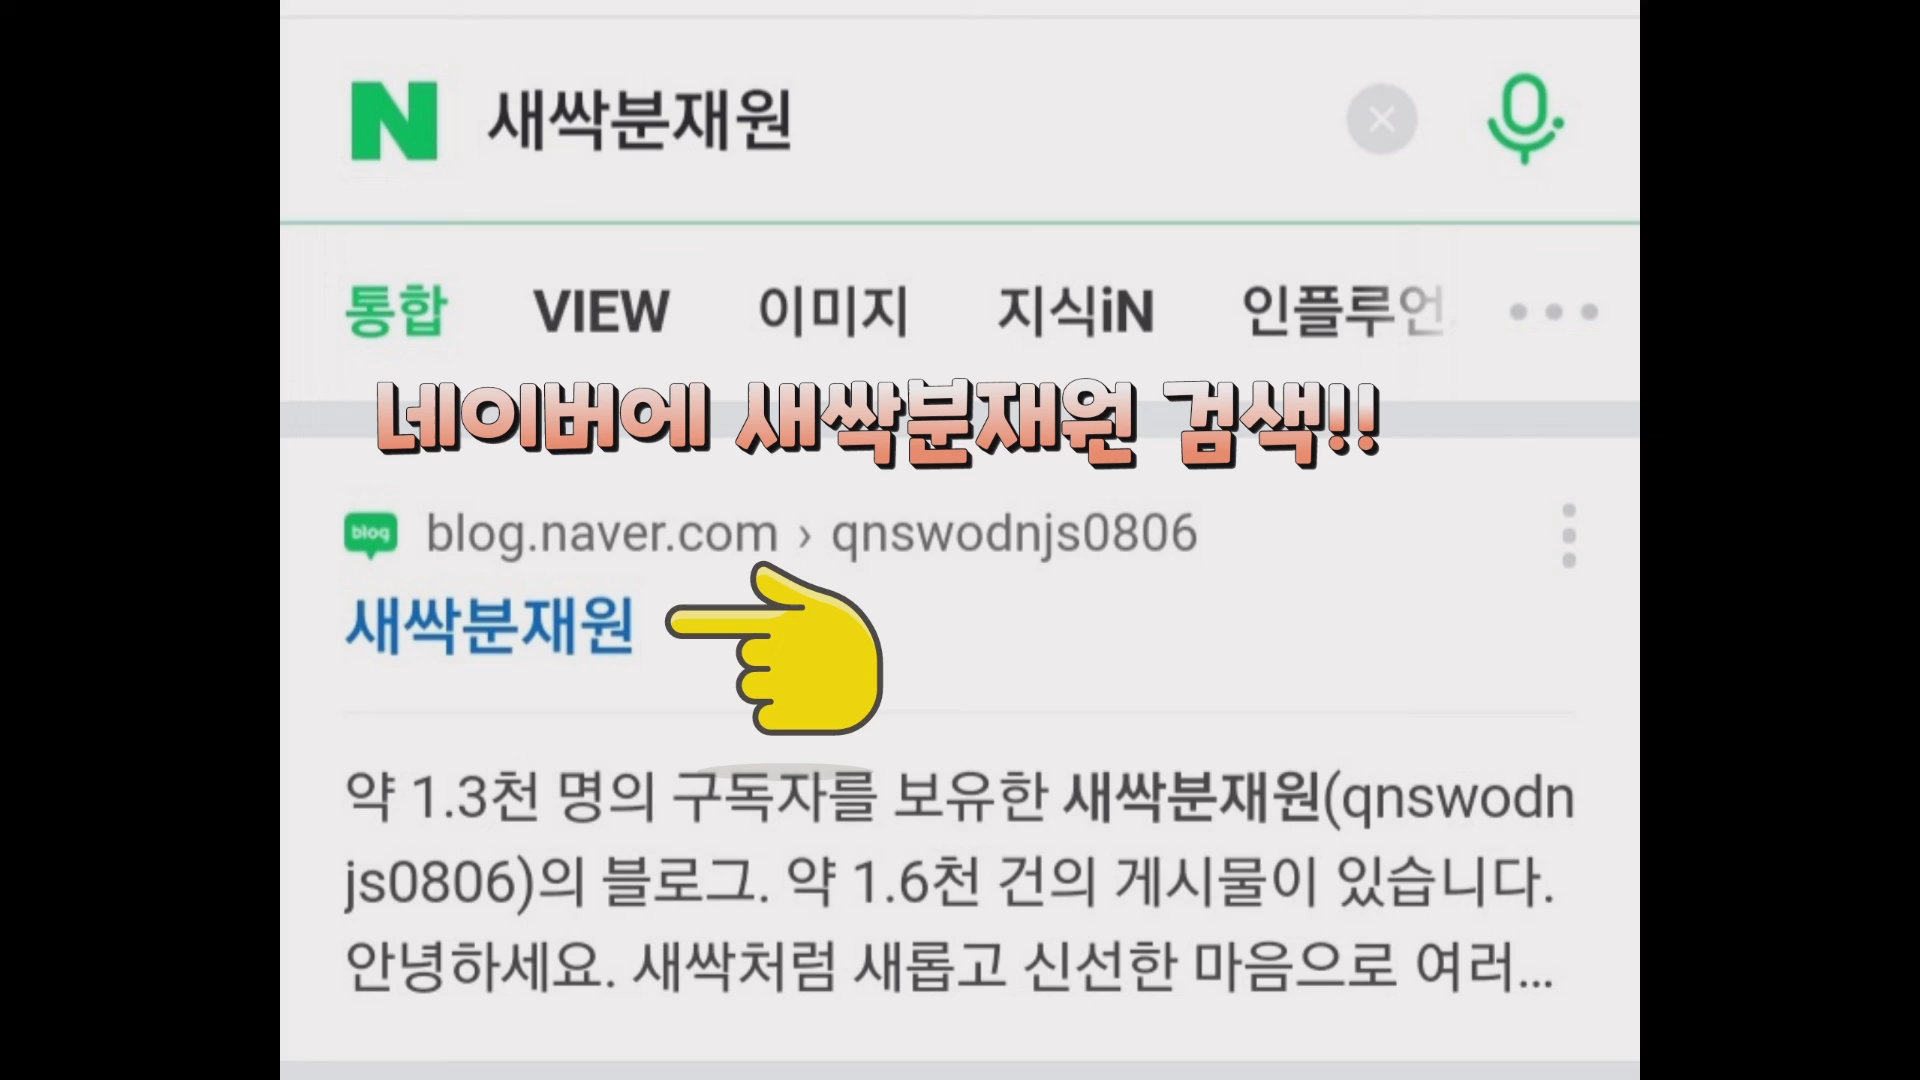 N 새싹분재원
통합 VIEW 이미지 지식iN 인플루언
네이버에 새싹분재원 검색!!
blog blog.naver.com › qnswodnjs0806
새싹분재원
약 1.3천 명의 구독자를 보유한 새싹분재원(qnswodn
js0806)의 블로그. 약 1.6천 건의 게시물이 있습니다.
안녕하세요. 새싹처럼 새롭고 신선한 마음으로 여러...